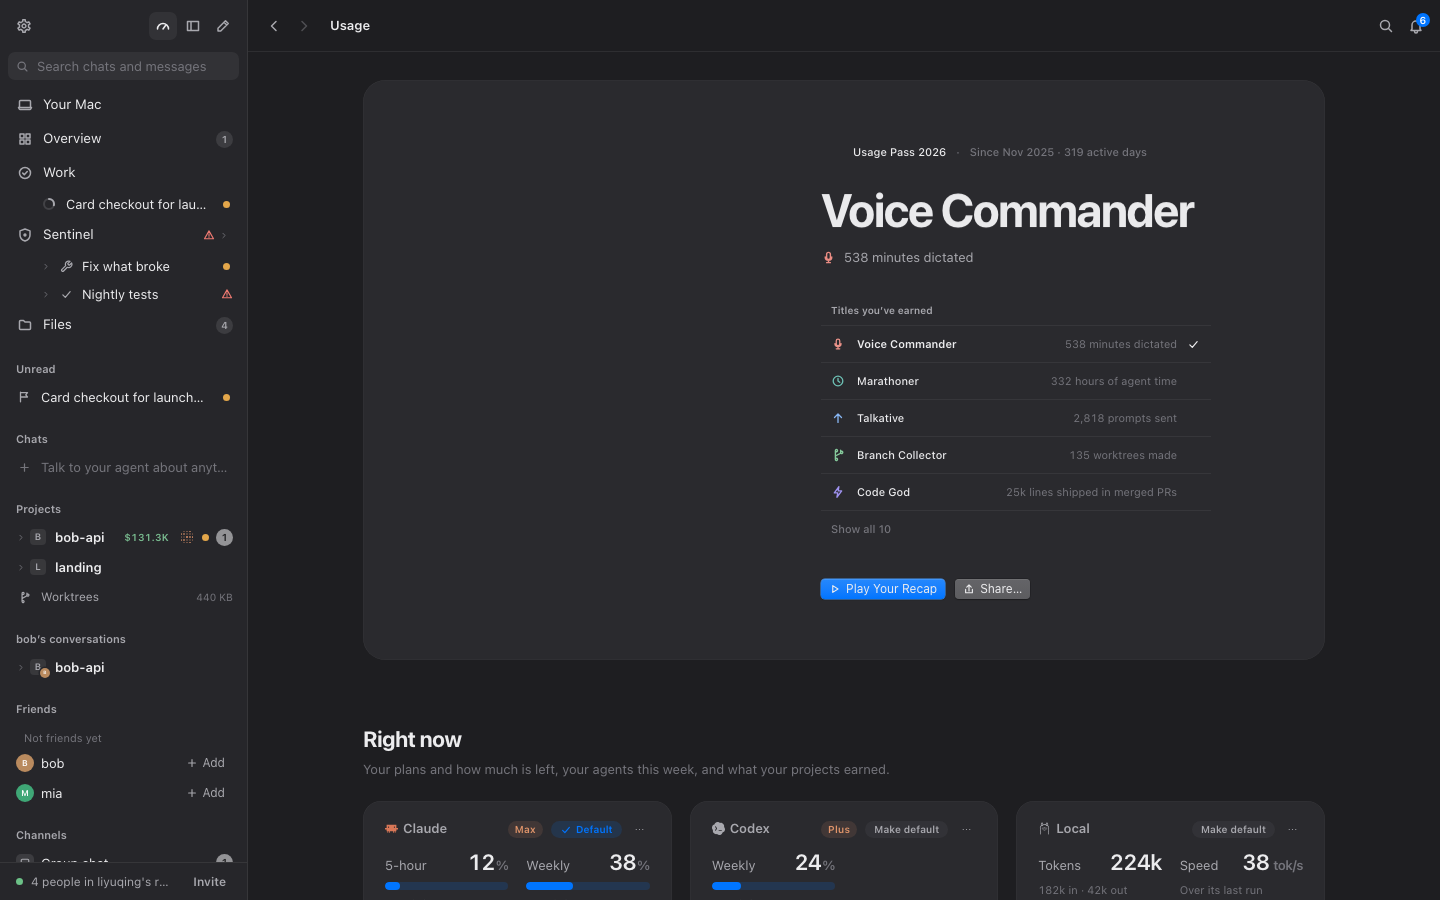 Usage
6
Search chats and messages
Your Mac
Overview 1
Work
Card checkout for lau...
Sentinel
Fix what broke
Nightly tests
Files 4
Unread
Card checkout for launch...
Chats
Talk to your agent about anyt...
Projects
B bob-api $131.3K 1
L landing
Worktrees 440 KB
bob's conversations
B bob-api
Friends
Not friends yet
B bob + Add
M mia + Add
Channels
4 people in liyuqing's r... Invite
Usage Pass 2026 · Since Nov 2025 · 319 active days
Voice Commander
538 minutes dictated
Titles you've earned
Voice Commander 538 minutes dictated
Marathoner 332 hours of agent time
Talkative 2,818 prompts sent
Branch Collector 135 worktrees made
Code God 25k lines shipped in merged PRs
Show all 10
Play Your Recap Share...
Right now
Your plans and how much is left, your agents this week, and what your projects earned.
Claude Max Default ...
5-hour 12% Weekly 38%
Codex Plus Make default ...
Weekly 24%
Local Make default ...
Tokens 224k Speed 38 tok/s
182k in · 42k out Over its last run